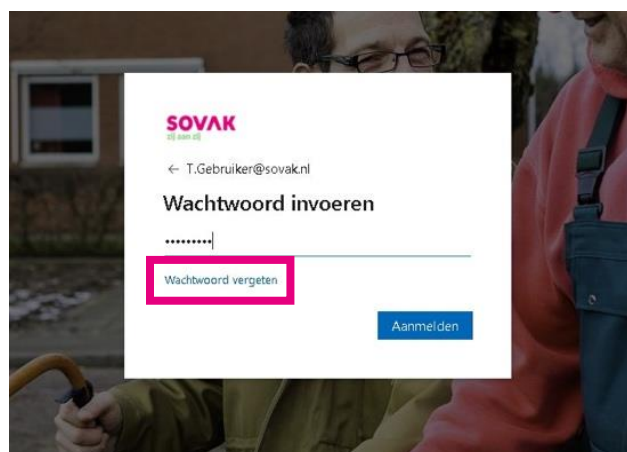 SOVAK
zij aan zij
← T.Gebruiker@sovak.nl
Wachtwoord invoeren
•••••••••
Wachtwoord vergeten
Aanmelden